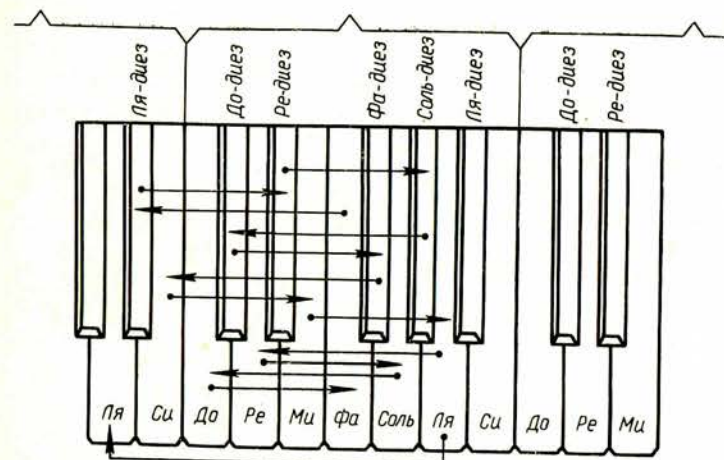 Ля-диез
До-диез
Ре-диез
Фа-диез
Соль-диез
Ля-диез
До-диез
Ре-диез
Ля Си До Ре Ми Фа Соль Ля Си До Ре Ми